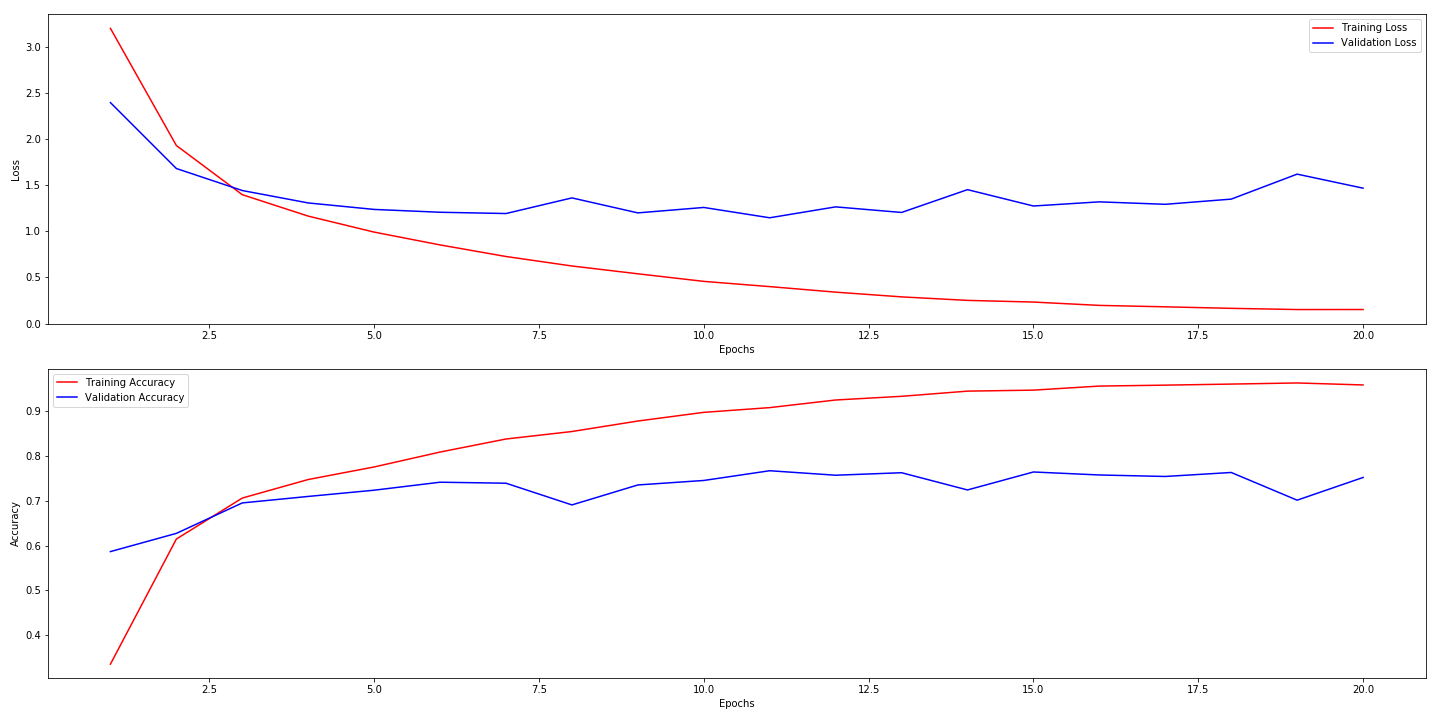 Training Loss
Validation Loss
Loss
3.0
2.5
2.0
1.5
1.0
0.5
0.0
2.5 5.0 7.5 10.0 12.5 15.0 17.5 20.0
Epochs
Training Accuracy
Validation Accuracy
Accuracy
0.9
0.8
0.7
0.6
0.5
0.4
2.5 5.0 7.5 10.0 12.5 15.0 17.5 20.0
Epochs